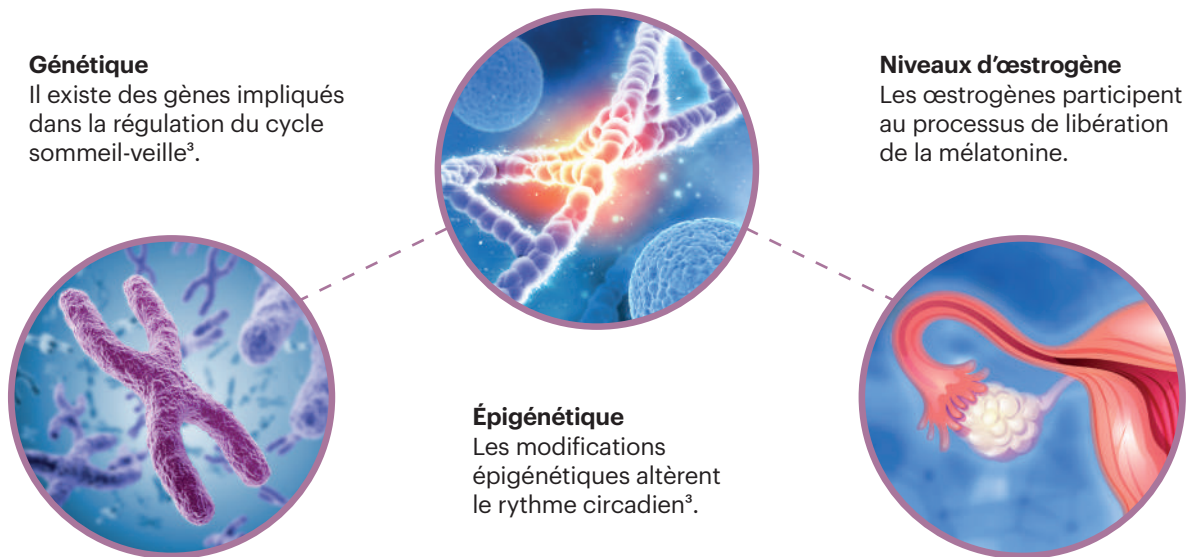 Génétique
Il existe des gènes impliqués
dans la régulation du cycle
sommeil-veille³.
Niveaux d’œstrogène
Les œstrogènes participent
au processus de libération
de la mélatonine.
Épigénétique
Les modifications
épigénétiques altèrent
le rythme circadien³.